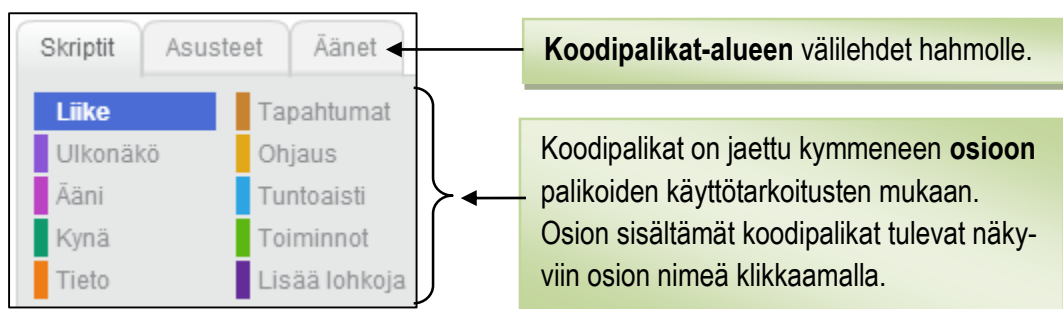 Skriptit Asusteet Äänet
Koodipalikat-alueen välilehdet hahmolle.
Liike Tapahtumat
Ulkonäkö Ohjaus
Ääni Tuntoaisti
Kynä Toiminnot
Tieto Lisää lohkoja
Koodipalikat on jaettu kymmeneen osioon
palikoiden käyttötarkoitusten mukaan.
Osion sisältämät koodipalikat tulevat näky-
viin osion nimeä klikkaamalla.